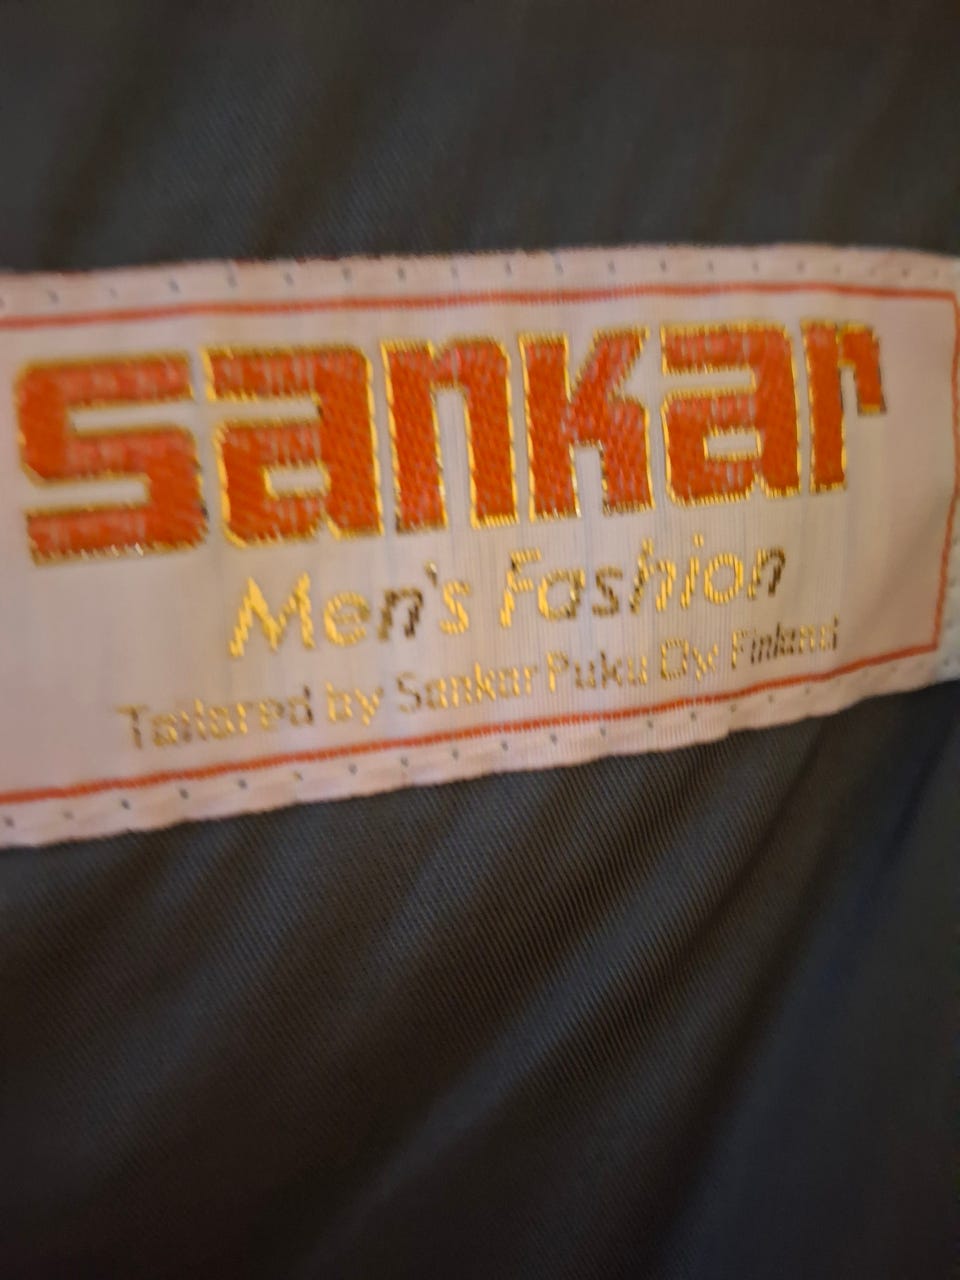 sankar
Men's Fashion
Tailored by Sankar Puku Oy Finland